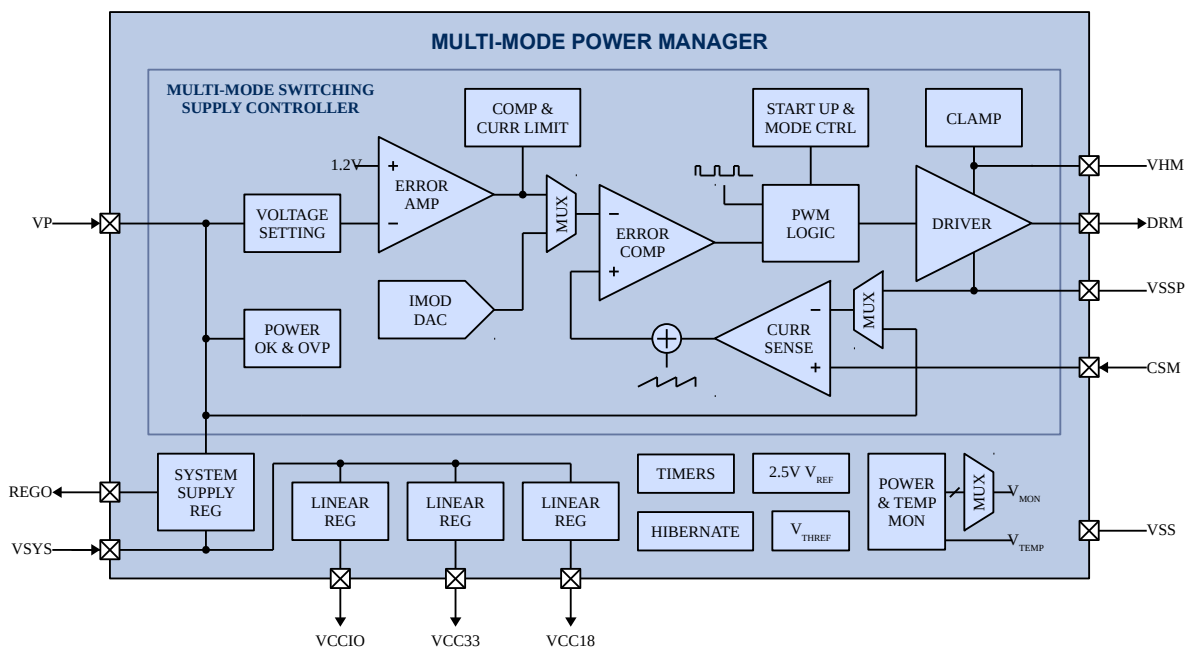 MULTI-MODE POWER MANAGER
MULTI-MODE SWITCHING
SUPPLY CONTROLLER
COMP &
CURR LIMIT
START UP &
MODE CTRL
CLAMP
1.2V
+
ERROR
AMP
−
VHM
VP
VOLTAGE
SETTING
MUX
−
ERROR
COMP
+
PWM
LOGIC
DRIVER
DRM
IMOD
DAC
MUX
VSSP
POWER
OK & OVP
−
CURR
SENSE
+
CSM
SYSTEM
SUPPLY
REG
REGO
VSYS
LINEAR
REG
LINEAR
REG
LINEAR
REG
TIMERS
2.5V VREF
HIBERNATE
VTHREF
POWER
& TEMP
MON
MUX
VMON
VTEMP
VSS
VCCIO
VCC33
VCC18